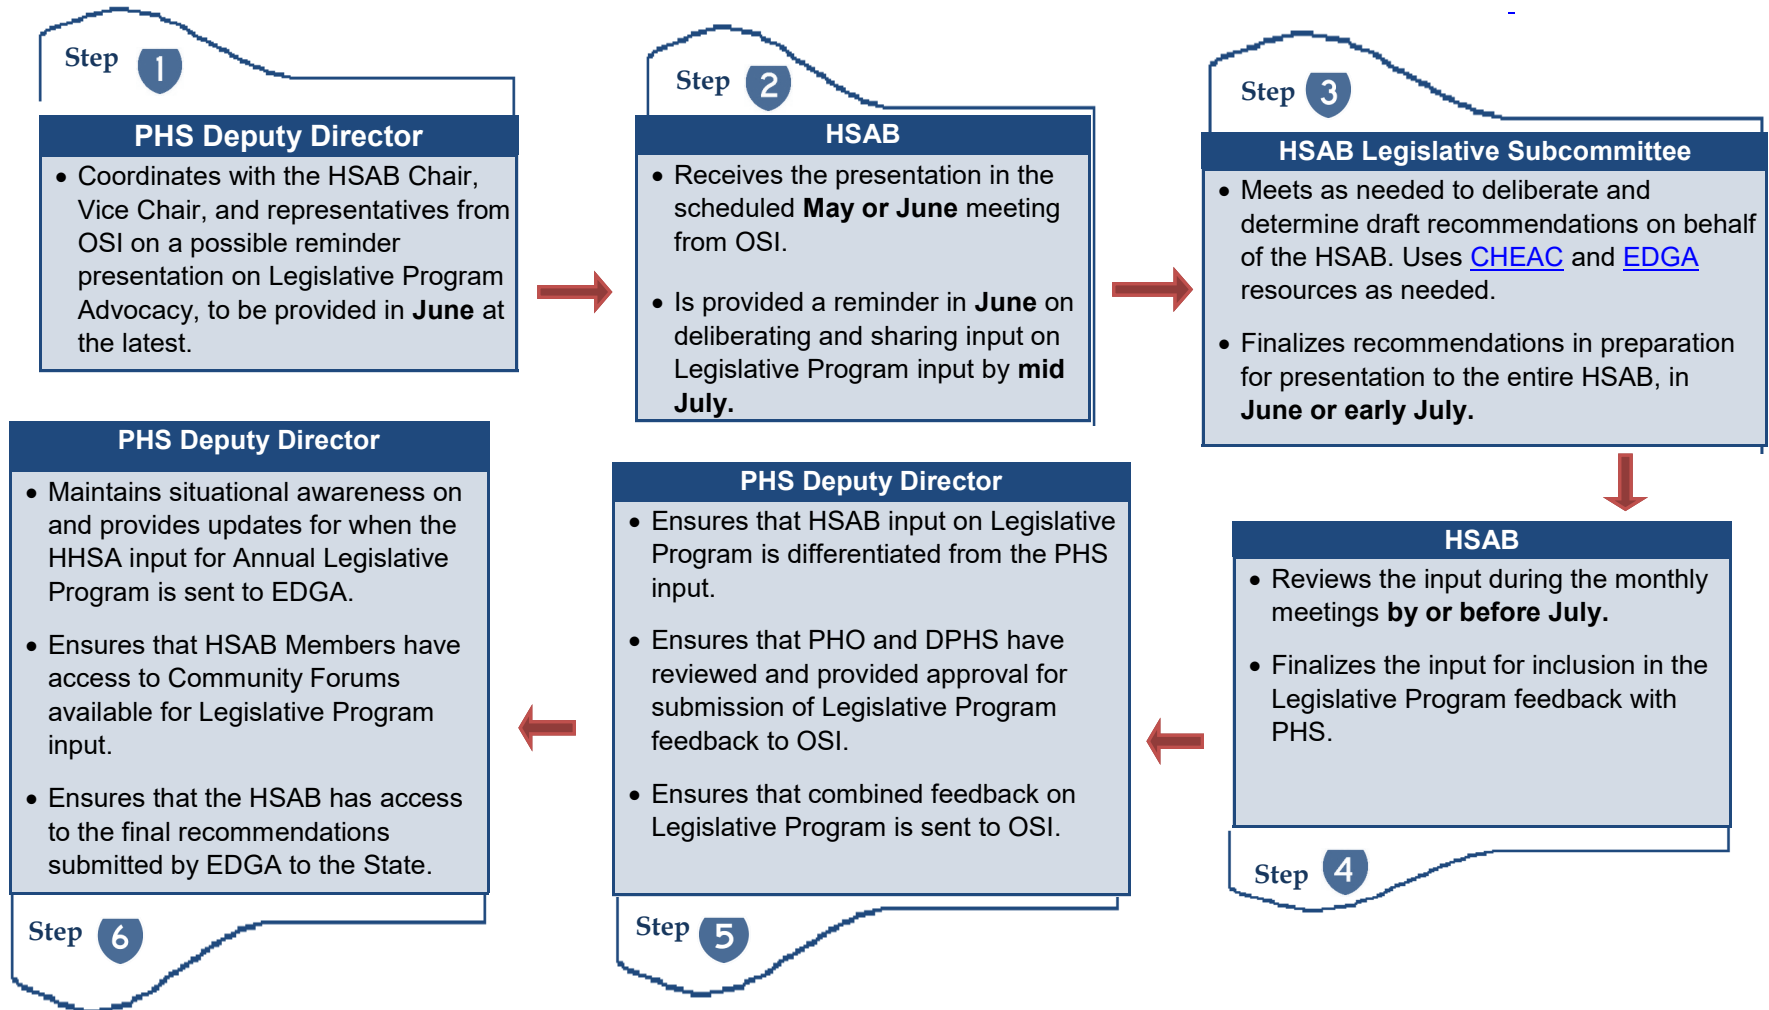 Step 1
PHS Deputy Director
• Coordinates with the HSAB Chair,
Vice Chair, and representatives from
OSI on a possible reminder
presentation on Legislative Program
Advocacy, to be provided in June at
the latest.
Step 2
HSAB
• Receives the presentation in the
scheduled May or June meeting
from OSI.
• Is provided a reminder in June on
deliberating and sharing input on
Legislative Program input by mid
July.
Step 3
HSAB Legislative Subcommittee
• Meets as needed to deliberate and
determine draft recommendations on behalf
of the HSAB. Uses CHEAC and EDGA
resources as needed.
• Finalizes recommendations in preparation
for presentation to the entire HSAB, in
June or early July.
HSAB
• Reviews the input during the monthly
meetings by or before July.
• Finalizes the input for inclusion in the
Legislative Program feedback with
PHS.
Step 4
PHS Deputy Director
• Ensures that HSAB input on Legislative
Program is differentiated from the PHS
input.
• Ensures that PHO and DPHS have
reviewed and provided approval for
submission of Legislative Program
feedback to OSI.
• Ensures that combined feedback on
Legislative Program is sent to OSI.
Step 5
PHS Deputy Director
• Maintains situational awareness on
and provides updates for when the
HHSA input for Annual Legislative
Program is sent to EDGA.
• Ensures that HSAB Members have
access to Community Forums
available for Legislative Program
input.
• Ensures that the HSAB has access
to the final recommendations
submitted by EDGA to the State.
Step 6